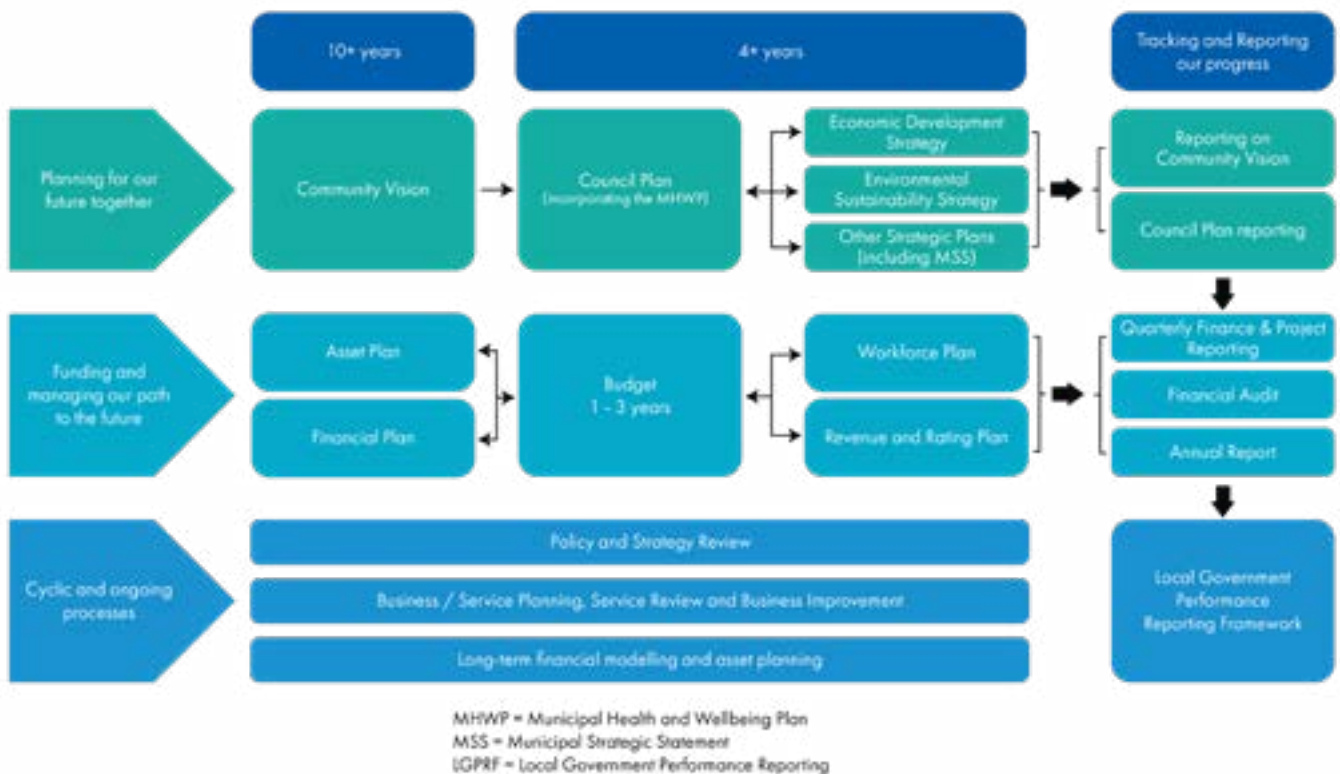 10+ years
4+ years
Tracking and Reporting
our progress
Planning for our
future together
Community Vision
Council Plan
(incorporating the MHWP)
Economic Development
Strategy
Environmental
Sustainability Strategy
Other Strategic Plans
(including MSS)
Reporting on
Community Vision
Council Plan reporting
Funding and
managing our path
to the future
Asset Plan
Financial Plan
Budget
1 - 3 years
Workforce Plan
Revenue and Rating Plan
Quarterly Finance & Project
Reporting
Financial Audit
Annual Report
Cyclic and ongoing
processes
Policy and Strategy Review
Business / Service Planning, Service Review and Business Improvement
Long-term financial modelling and asset planning
Local Government
Performance
Reporting Framework
MHWP = Municipal Health and Wellbeing Plan
MSS = Municipal Strategic Statement
LGPRF = Local Government Performance Reporting